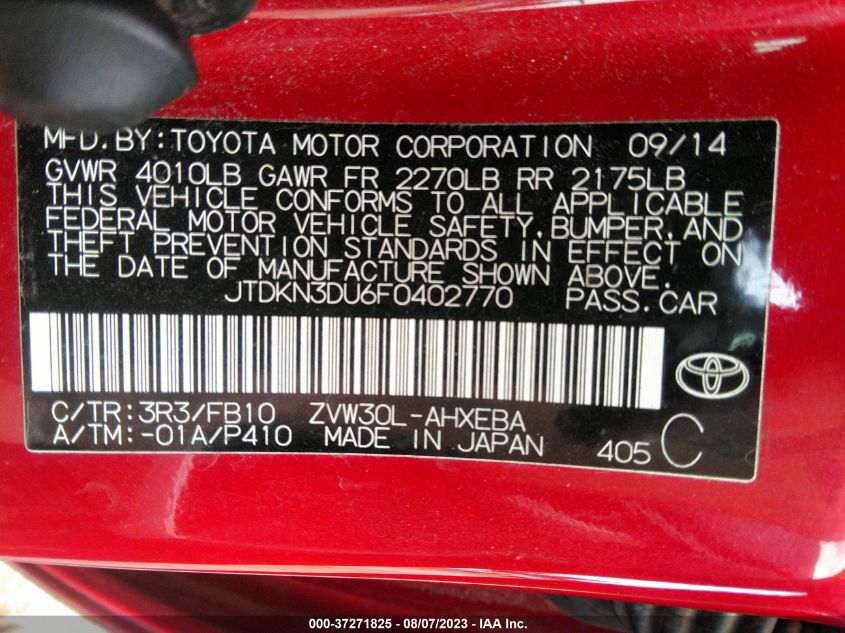 MFD.BY:TOYOTA MOTOR CORPORATION 09/14
GVWR 4010LB GAWR FR 2270LB RR 2175LB
THIS VEHICLE CONFORMS TO ALL APPLICABLE
FEDERAL MOTOR VEHICLE SAFETY,BUMPER,AND
THEFT PREVENTION STANDARDS IN EFFECT ON
THE DATE OF MANUFACTURE SHOWN ABOVE.
JTDKN3DU6F0402770 PASS.CAR
C/TR:3R3/FB10 ZVW30L-AHXEBA
A/TM:-01A/P410 MADE IN JAPAN 405 C
000-37271825 - 08/07/2023 - IAA Inc.